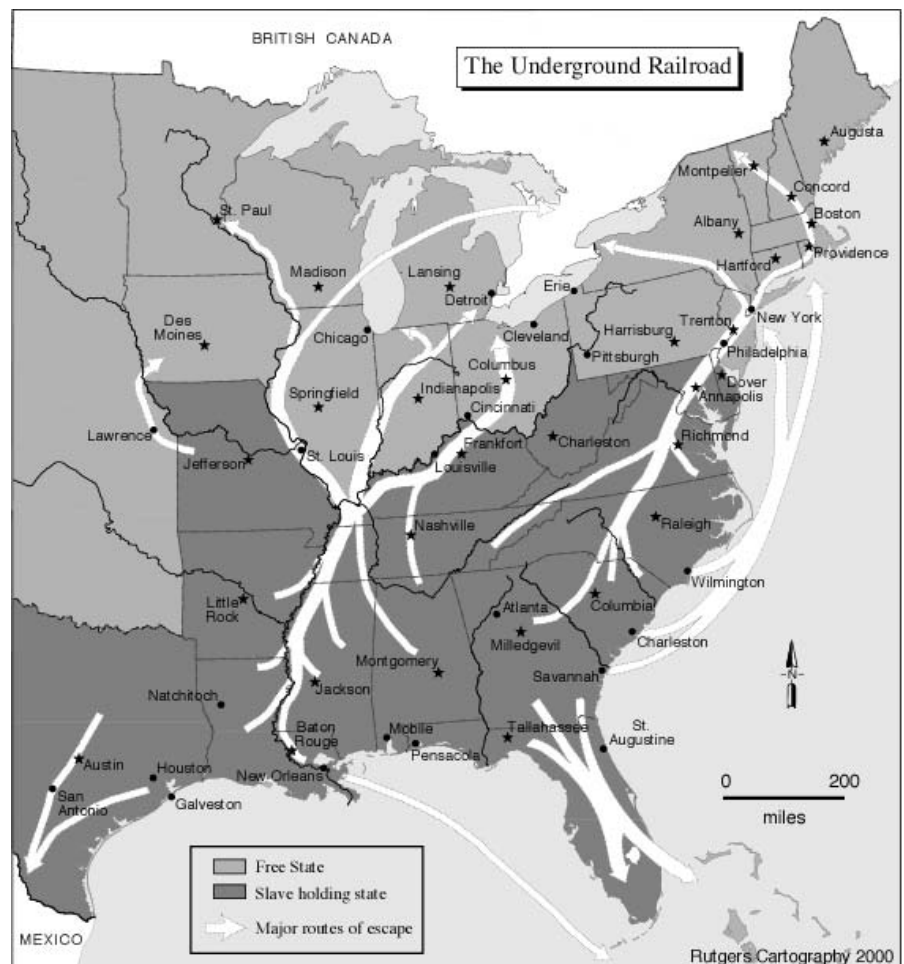 BRITISH CANADA
The Underground Railroad
Augusta
Montpelier
Concord
St. Paul
Albany
Boston
Providence
Hartford
Madison
Lansing
Detroit
Erie
New York
Des
Moines
Chicago
Cleveland
Harrisburg
Trenton
Pittsburgh
Philadelphia
Columbus
Springfield
Indianapolis
Dover
Annapolis
Cincinnati
Lawrence
Jefferson
St. Louis
Frankfort
Louisville
Charleston
Richmond
Nashville
Raleigh
Wilmington
Little
Rock
Atlanta
Columbia
Milledgevil
Charleston
Montgomery
Savannah
N
Natchitoch
Jackson
Baton
Rouge
Mobile
Pensacola
Tallahassee
St.
Augustine
Austin
Houston
New Orleans
San
Antonio
Galveston
0 200
miles
Free State
Slave holding state
Major routes of escape
MEXICO
Rutgers Cartography 2000